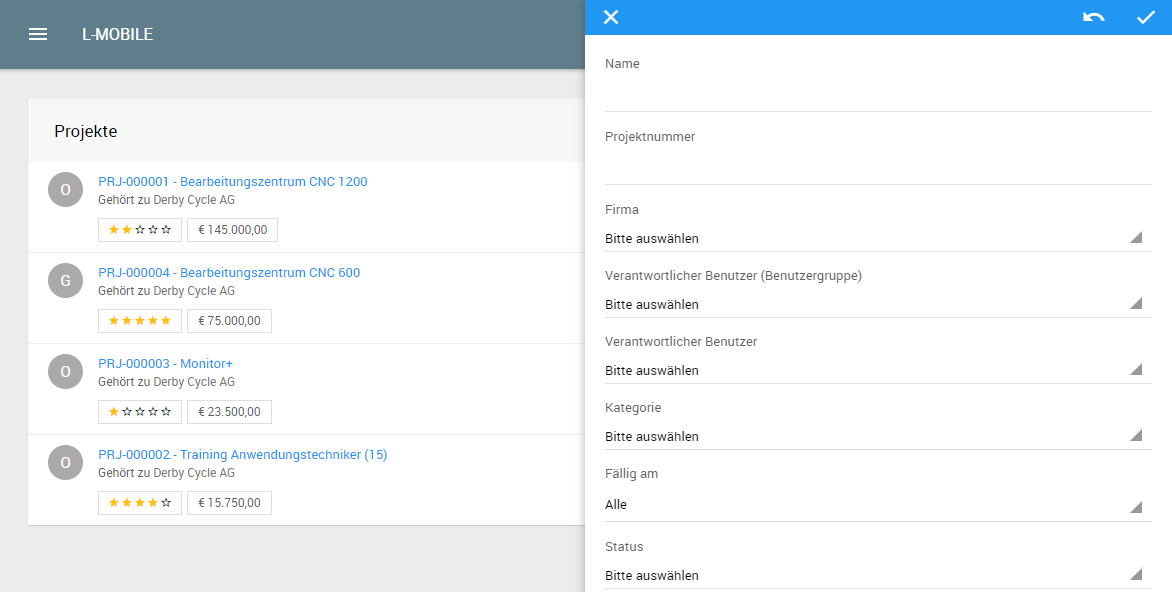 L-MOBILE
Projekte
O
PRJ-000001 - Bearbeitungszentrum CNC 1200
Gehört zu Derby Cycle AG
€ 145.000,00
G
PRJ-000004 - Bearbeitungszentrum CNC 600
Gehört zu Derby Cycle AG
€ 75.000,00
O
PRJ-000003 - Monitor+
Gehört zu Derby Cycle AG
€ 23.500,00
O
PRJ-000002 - Training Anwendungstechniker (15)
Gehört zu Derby Cycle AG
€ 15.750,00
Name
Projektnummer
Firma
Bitte auswählen
Verantwortlicher Benutzer (Benutzergruppe)
Bitte auswählen
Verantwortlicher Benutzer
Bitte auswählen
Kategorie
Bitte auswählen
Fällig am
Alle
Status
Bitte auswählen